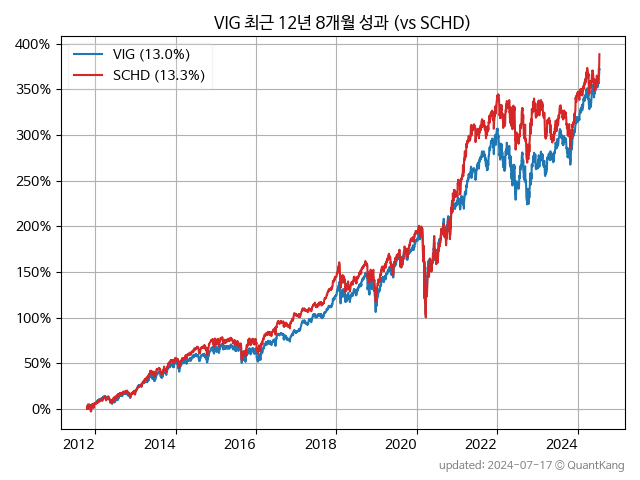 VIG 최근 12년 8개월 성과 (vs SCHD)
400%
350%
300%
250%
200%
150%
100%
50%
0%
VIG (13.0%)
SCHD (13.3%)
2012 2014 2016 2018 2020 2022 2024
updated: 2024-07-17 © QuantKang